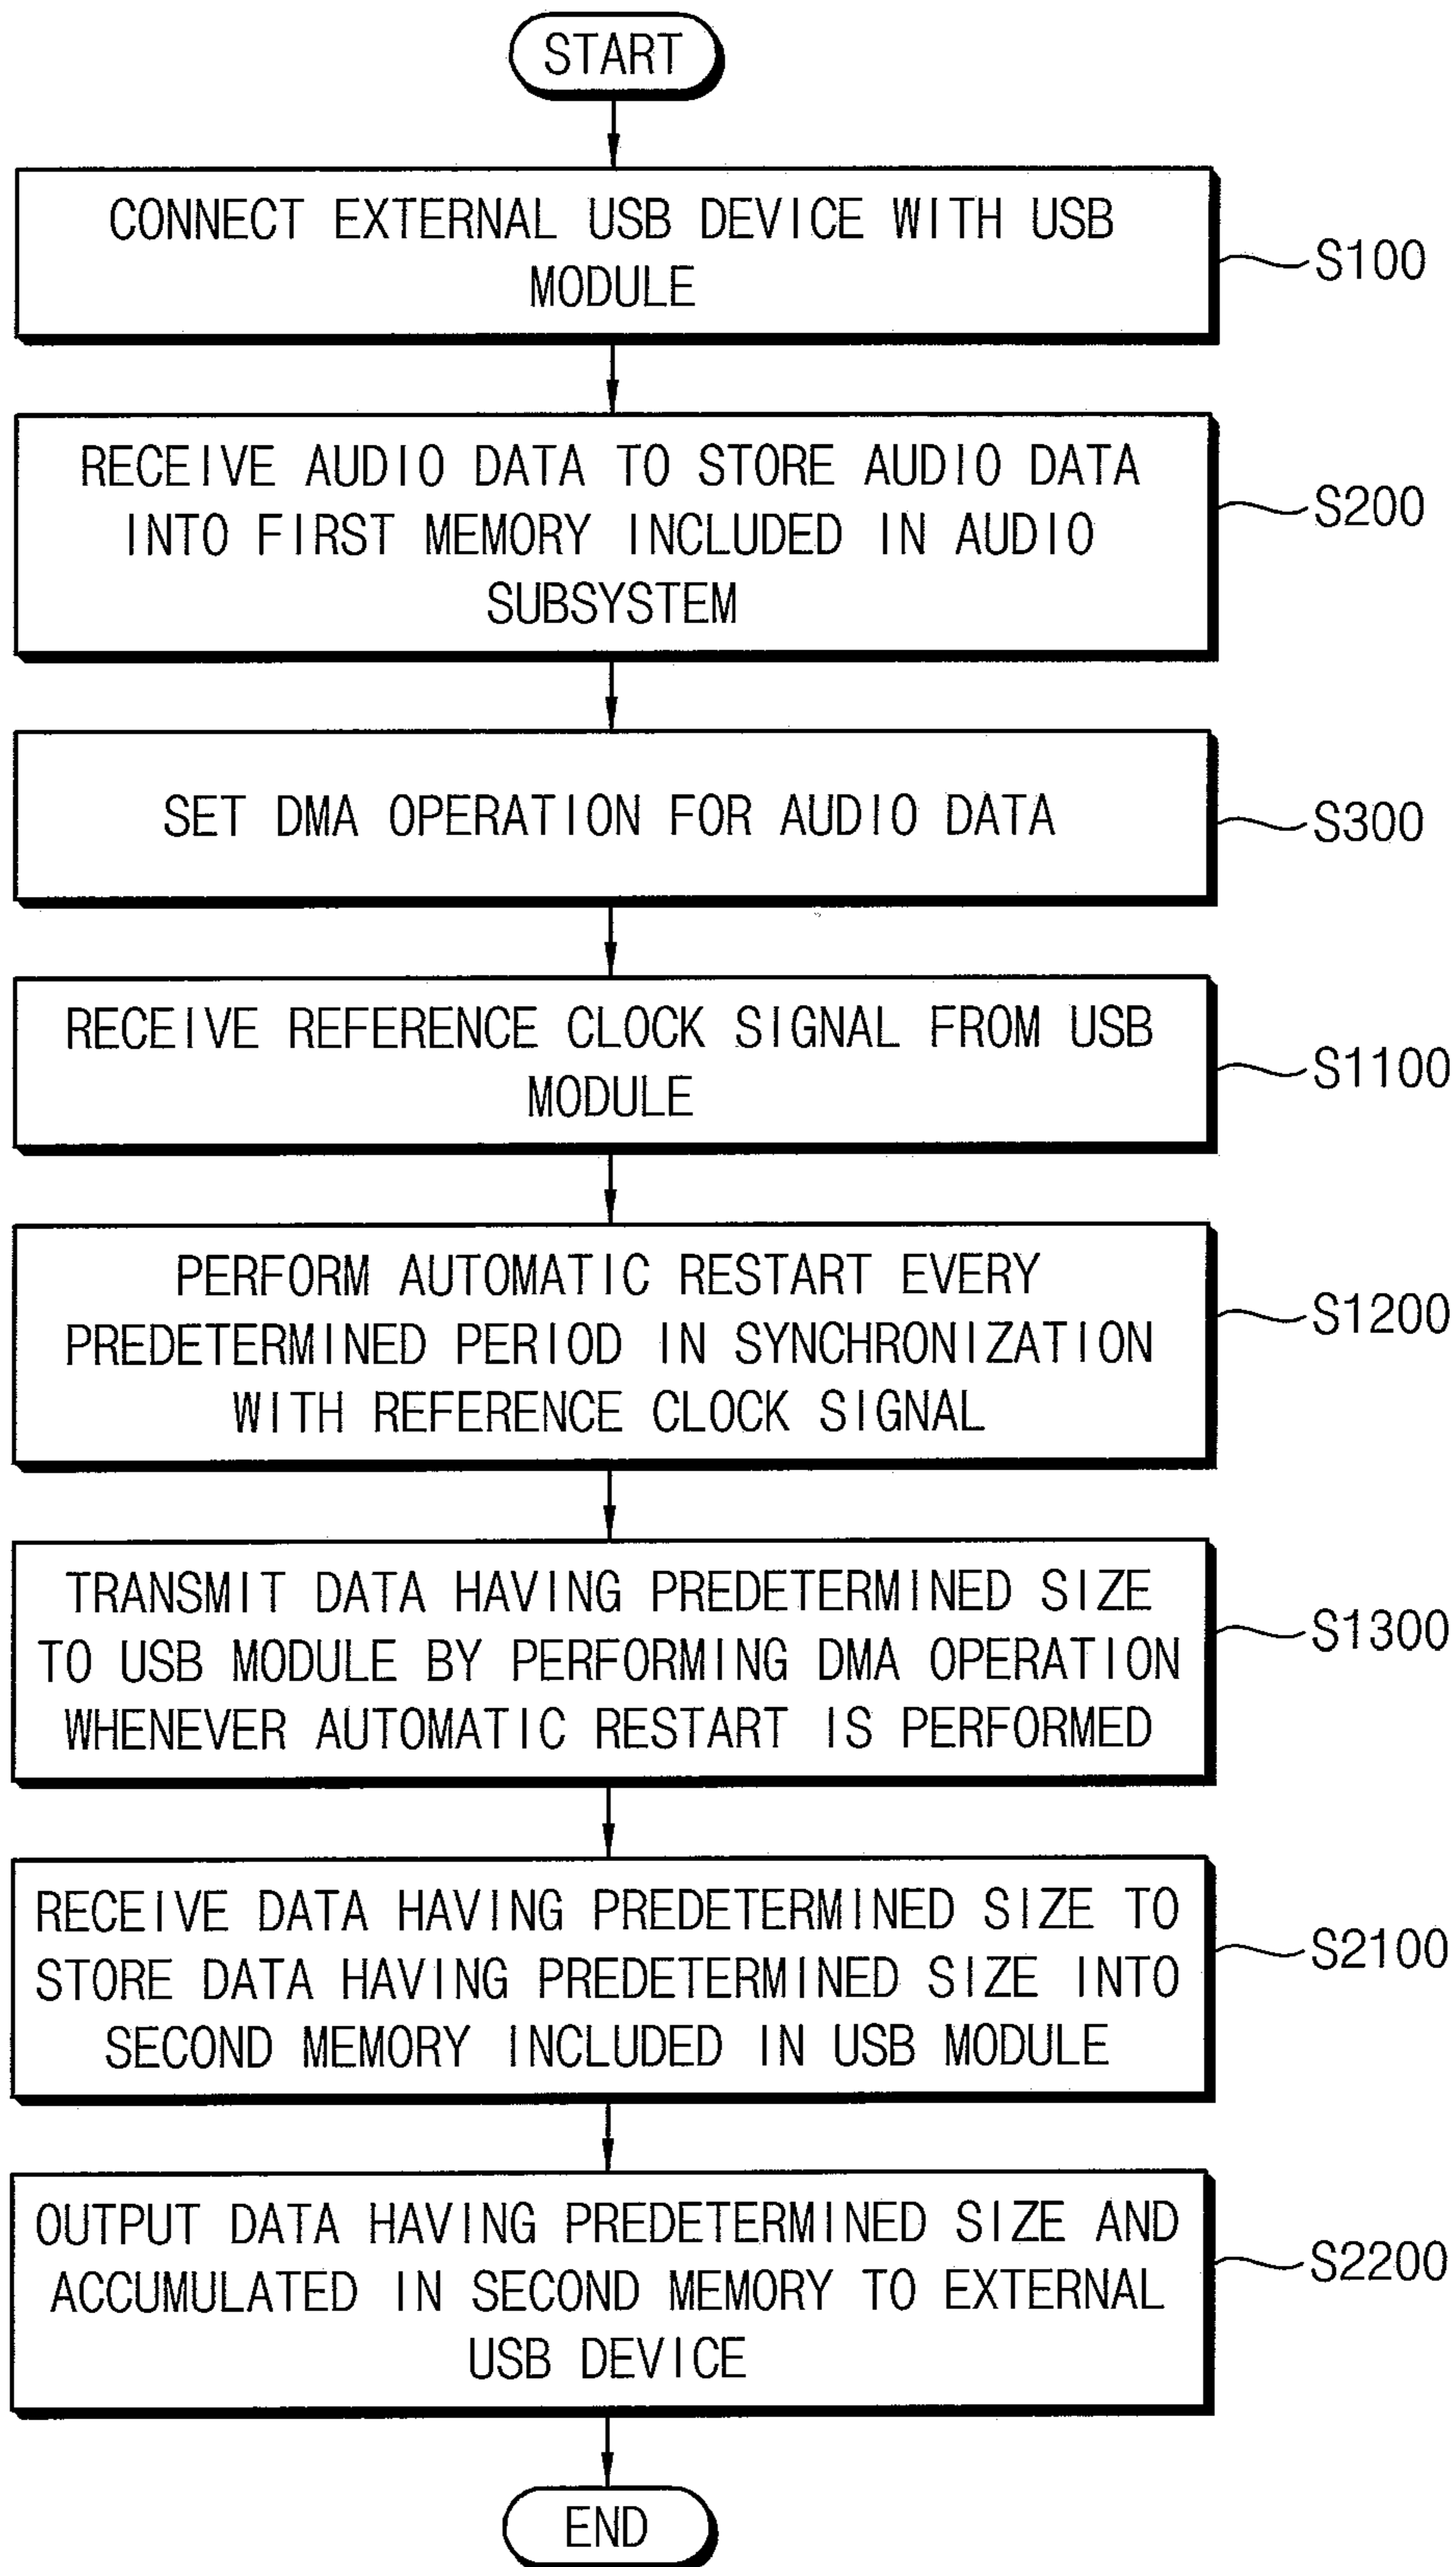 START
CONNECT EXTERNAL USB DEVICE WITH USB
MODULE
S100
RECEIVE AUDIO DATA TO STORE AUDIO DATA
INTO FIRST MEMORY INCLUDED IN AUDIO
SUBSYSTEM
S200
SET DMA OPERATION FOR AUDIO DATA
S300
RECEIVE REFERENCE CLOCK SIGNAL FROM USB
MODULE
S1100
PERFORM AUTOMATIC RESTART EVERY
PREDETERMINED PERIOD IN SYNCHRONIZATION
WITH REFERENCE CLOCK SIGNAL
S1200
TRANSMIT DATA HAVING PREDETERMINED SIZE
TO USB MODULE BY PERFORMING DMA OPERATION
WHENEVER AUTOMATIC RESTART IS PERFORMED
S1300
RECEIVE DATA HAVING PREDETERMINED SIZE TO
STORE DATA HAVING PREDETERMINED SIZE INTO
SECOND MEMORY INCLUDED IN USB MODULE
S2100
OUTPUT DATA HAVING PREDETERMINED SIZE AND
ACCUMULATED IN SECOND MEMORY TO EXTERNAL
USB DEVICE
S2200
END